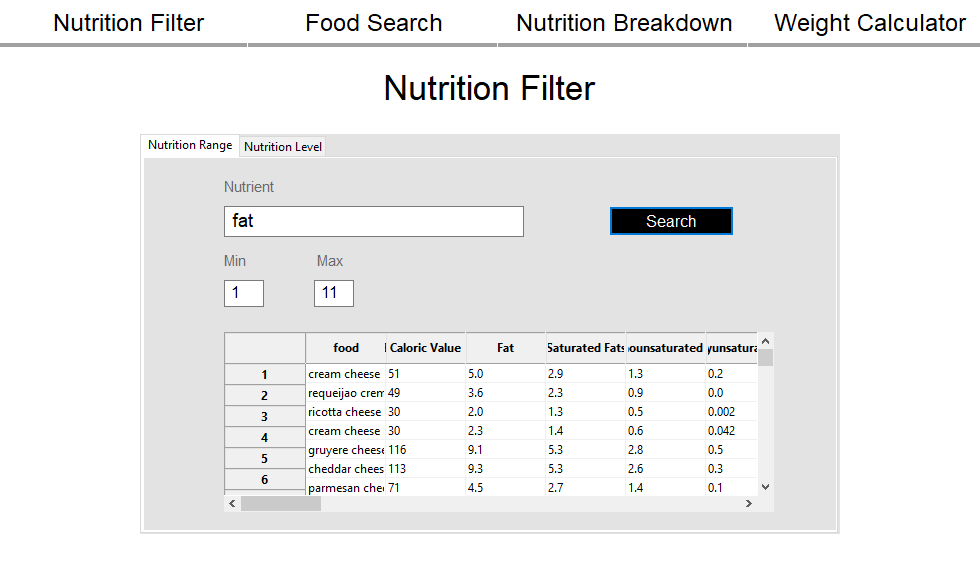 Nutrition Filter Food Search Nutrition Breakdown Weight Calculator
Nutrition Filter
Nutrition Range Nutrition Level
Nutrient
fat Search
Min Max
1 11
food Caloric Value Fat Saturated Fats
1 cream cheese 51 5.0 2.9 1.3 0.2
2 requeijao crem 49 3.6 2.3 0.9 0.0
3 ricotta cheese 30 2.0 1.3 0.5 0.002
4 cream cheese 30 2.3 1.4 0.6 0.042
5 gruyere cheese 116 9.1 5.3 2.8 0.5
6 cheddar chees 113 9.3 5.3 2.6 0.3
parmesan che 71 4.5 2.7 1.4 0.1